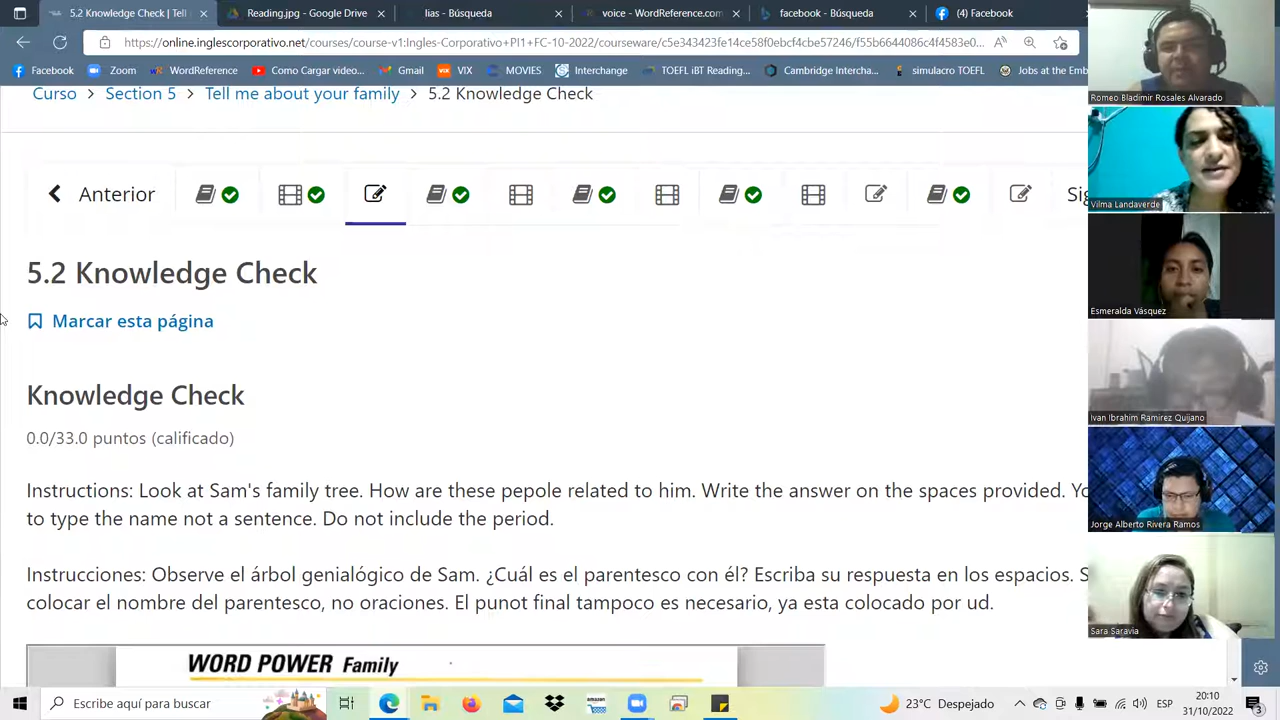 5.2 Knowledge Check | Tell
Reading.jpg - Google Drive
lias - Búsqueda
voice - WordReference.com
facebook - Búsqueda
(4) Facebook
https://online.inglescorporativo.net/courses/course-v1:Ingles-Corporativo+PI1+FC-10-2022/courseware/c5e343423fe14ce58f0ebcf4cbe57246/f55b6644086c4f4583e0...
Facebook
Zoom
WordReference
Como Cargar video...
Gmail
VIX
MOVIES
Interchange
TOEFL iBT Reading...
Cambridge Intercha...
simulacro TOEFL
Jobs at the Emb
Curso > Section 5 > Tell me about your family > 5.2 Knowledge Check
Anterior
5.2 Knowledge Check
Marcar esta página
Knowledge Check
0.0/33.0 puntos (calificado)
Instructions: Look at Sam's family tree. How are these pepole related to him. Write the answer on the spaces provided.
to type the name not a sentence. Do not include the period.
Instrucciones: Observe el árbol genialógico de Sam. ¿Cuál es el parentesco con él? Escriba su respuesta en los espacios.
colocar el nombre del parentesco, no oraciones. El punot final tampoco es necesario, ya esta colocado por ud.
WORD POWER Family
Romeo Bladimir Rosales Alvarado
Vilma Landaverde
Esmeralda Vásquez
Ivan Ibrahim Ramirez Quijano
Jorge Alberto Rivera Ramos
Sara Saravia
Escribe aquí para buscar
amazon
23°C Despejado
ESP
20:10
31/10/2022
3